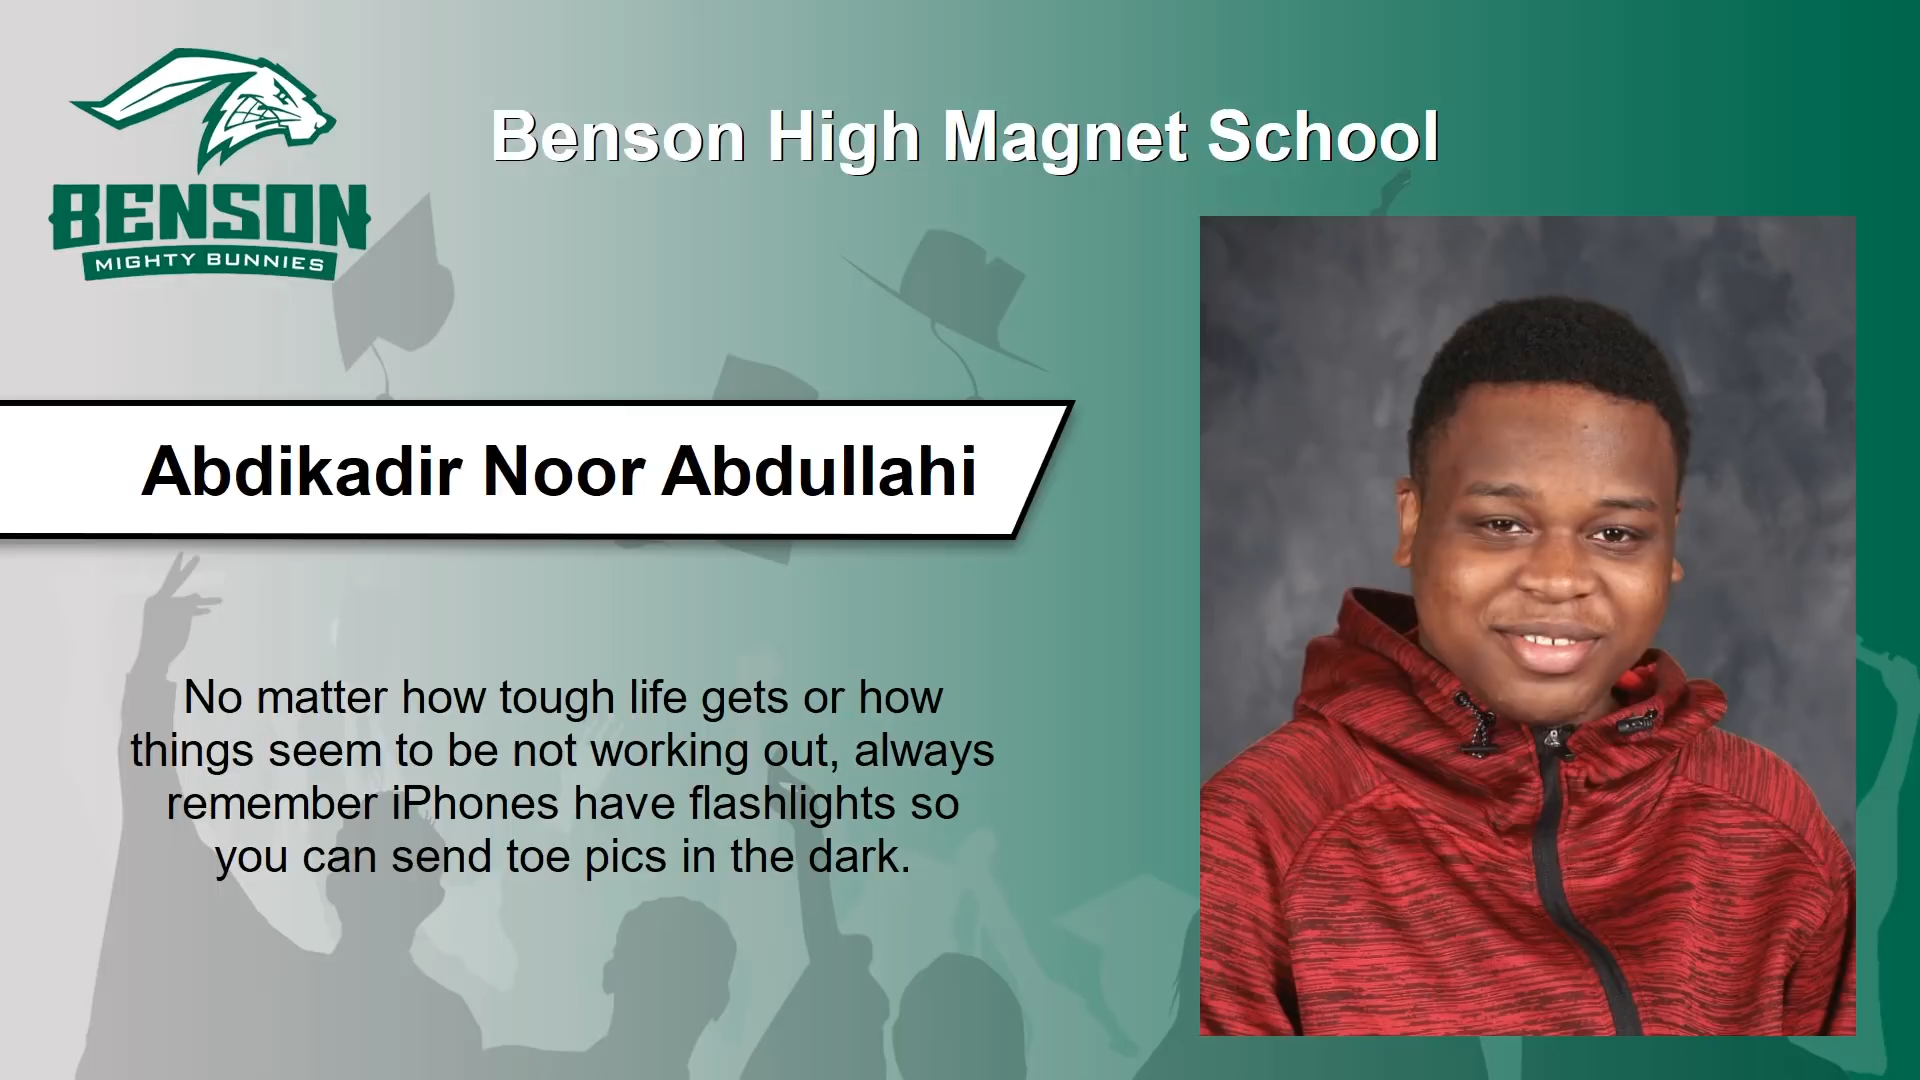 BENSON
MIGHTY BUNNIES
Benson High Magnet School
Abdikadir Noor Abdullahi
No matter how tough life gets or how
things seem to be not working out, always
remember iPhones have flashlights so
you can send toe pics in the dark.